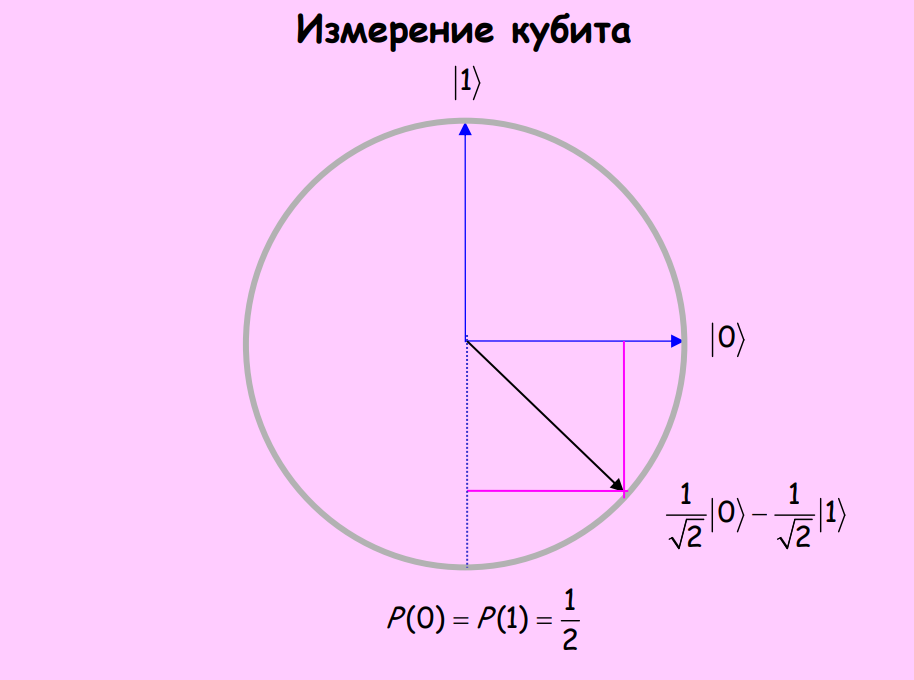 Измерение кубита
|1⟩
|0⟩
1/√2|0⟩ − 1/√2|1⟩
P(0) = P(1) = 1/2